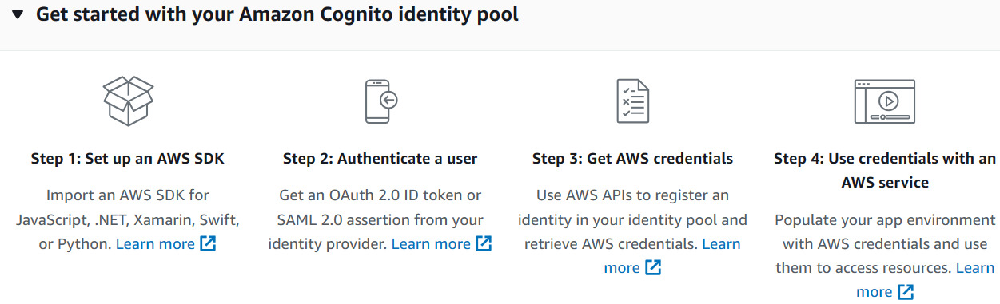 Get started with your Amazon Cognito identity pool
Step 1: Set up an AWS SDK
Import an AWS SDK for
JavaScript, .NET, Xamarin, Swift,
or Python. Learn more
Step 2: Authenticate a user
Get an OAuth 2.0 ID token or
SAML 2.0 assertion from your
identity provider. Learn more
Step 3: Get AWS credentials
Use AWS APIs to register an
identity in your identity pool and
retrieve AWS credentials. Learn
more
Step 4: Use credentials with an
AWS service
Populate your app environment
with AWS credentials and use
them to access resources. Learn
more